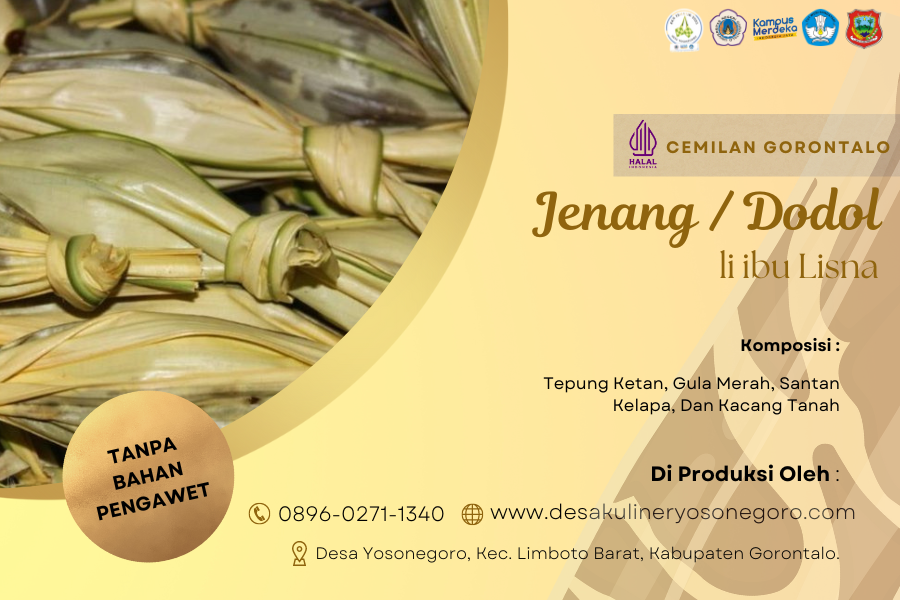 Kampus
Merdeka
HALAL
INDONESIA
CEMILAN GORONTALO
Jenang / Dodol
li ibu Lisna
Komposisi :
Tepung Ketan, Gula Merah, Santan
Kelapa, Dan Kacang Tanah
TANPA
BAHAN
PENGAWET
Di Produksi Oleh :
0896-0271-1340 www.desakulineryosonegoro.com
Desa Yosonegoro, Kec. Limboto Barat, Kabupaten Gorontalo.